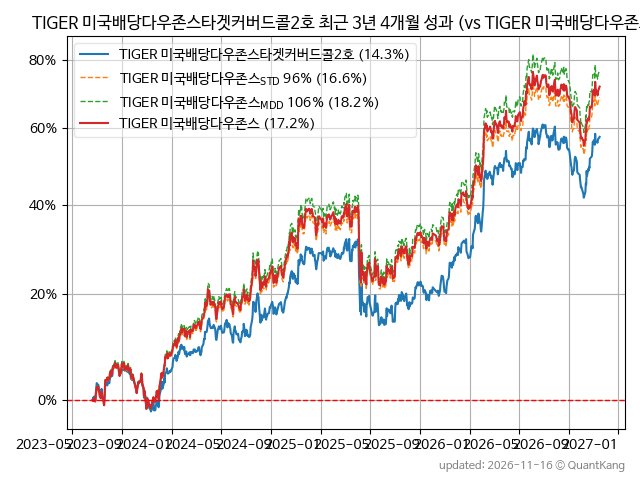 TIGER 미국배당다우존스타겟커버드콜2호 최근 3년 4개월 성과 (vs TIGER 미국배당다우존
TIGER 미국배당다우존스타겟커버드콜2호 (14.3%)
TIGER 미국배당다우존스STD 96% (16.6%)
TIGER 미국배당다우존스MDD 106% (18.2%)
TIGER 미국배당다우존스 (17.2%)
80%
60%
40%
20%
0%
2023-05 2023-09 2024-01 2024-05 2024-09 2025-01 2025-05 2025-09 2026-01 2026-05 2026-09 2027-01
updated: 2026-11-16 © QuantKang